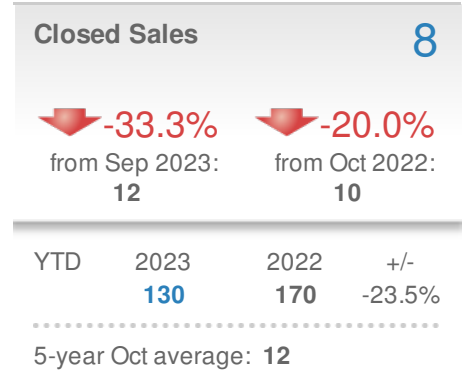 Closed Sales 8
-33.3% -20.0%
from Sep 2023: from Oct 2022:
12 10
YTD 2023 2022 +/-
130 170 -23.5%
5-year Oct average: 12